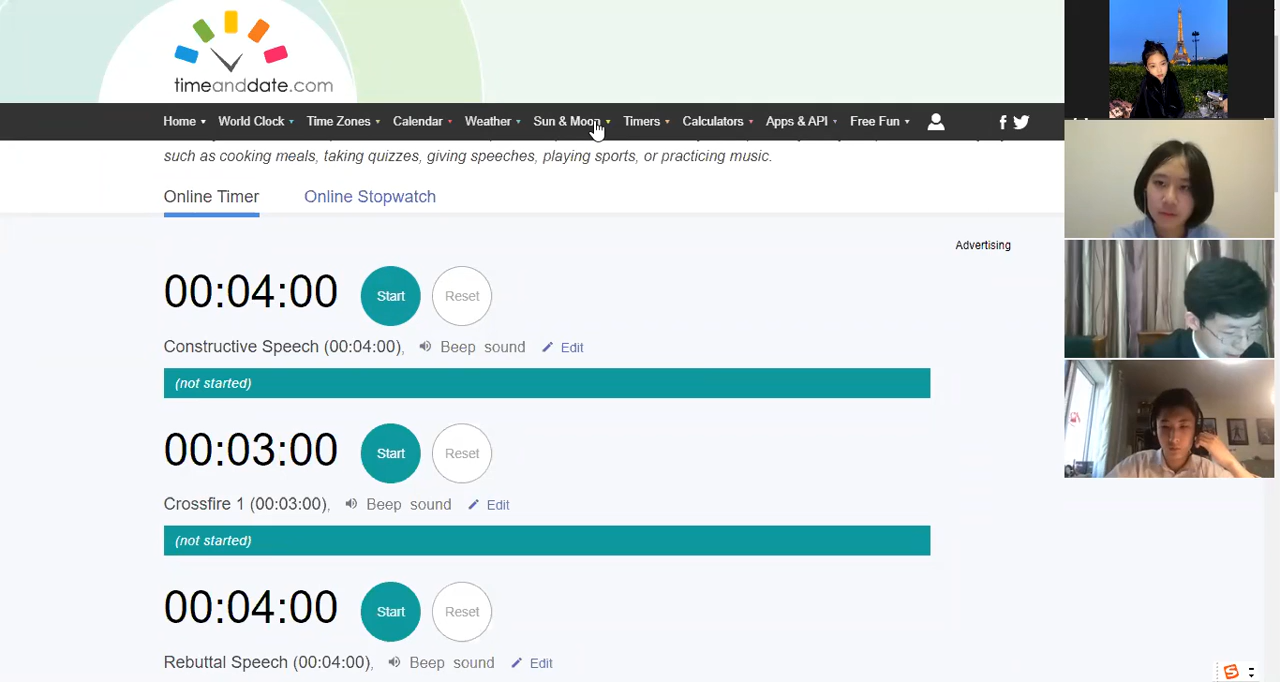 timeanddate.com
Home World Clock Time Zones Calendar Weather Sun & Moon Timers Calculators Apps & API Free Fun
such as cooking meals, taking quizzes, giving speeches, playing sports, or practicing music.
Online Timer Online Stopwatch
Advertising
00:04:00 Start Reset
Constructive Speech (00:04:00), Beep sound Edit
(not started)
00:03:00 Start Reset
Crossfire 1 (00:03:00), Beep sound Edit
(not started)
00:04:00 Start Reset
Rebuttal Speech (00:04:00), Beep sound Edit